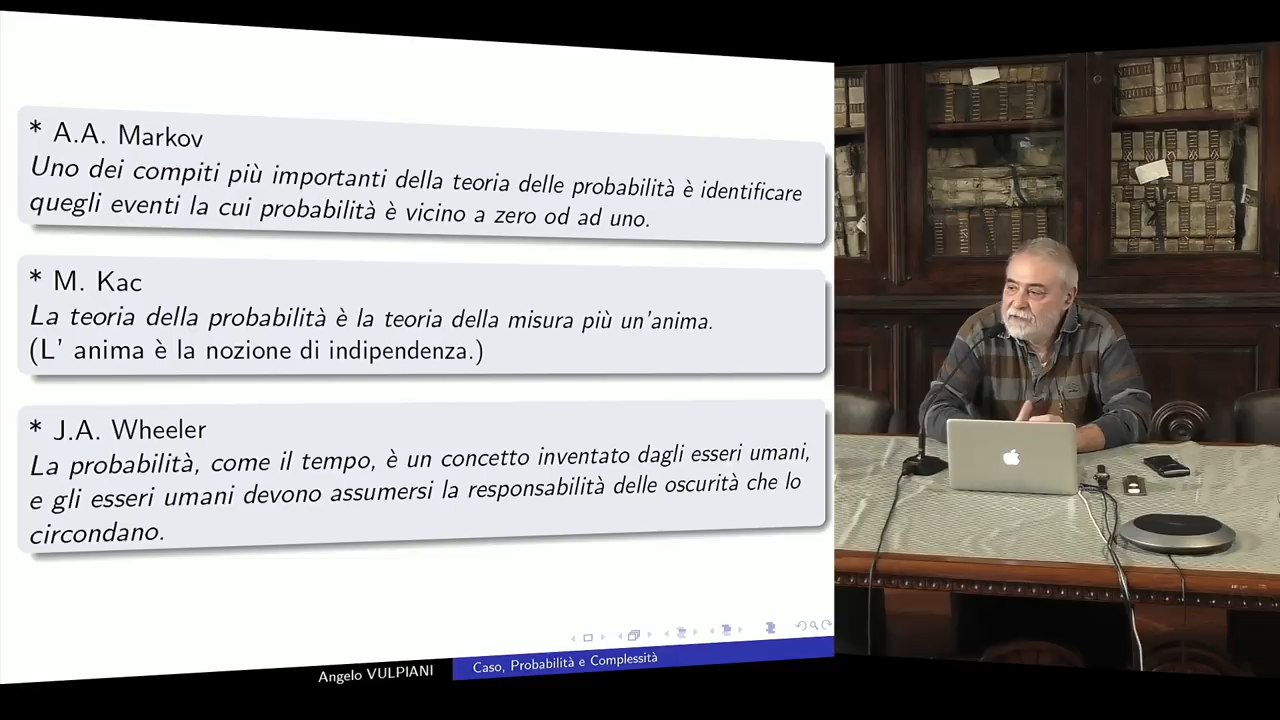 * A.A. Markov
Uno dei compiti più importanti della teoria delle probabilità è identificare
quegli eventi la cui probabilità è vicino a zero od ad uno.
* M. Kac
La teoria della probabilità è la teoria della misura più un'anima.
(L' anima è la nozione di indipendenza.)
* J.A. Wheeler
La probabilità, come il tempo, è un concetto inventato dagli esseri umani,
e gli esseri umani devono assumersi la responsabilità delle oscurità che lo
circondano.
Angelo VULPIANI
Caso, Probabilità e Complessità